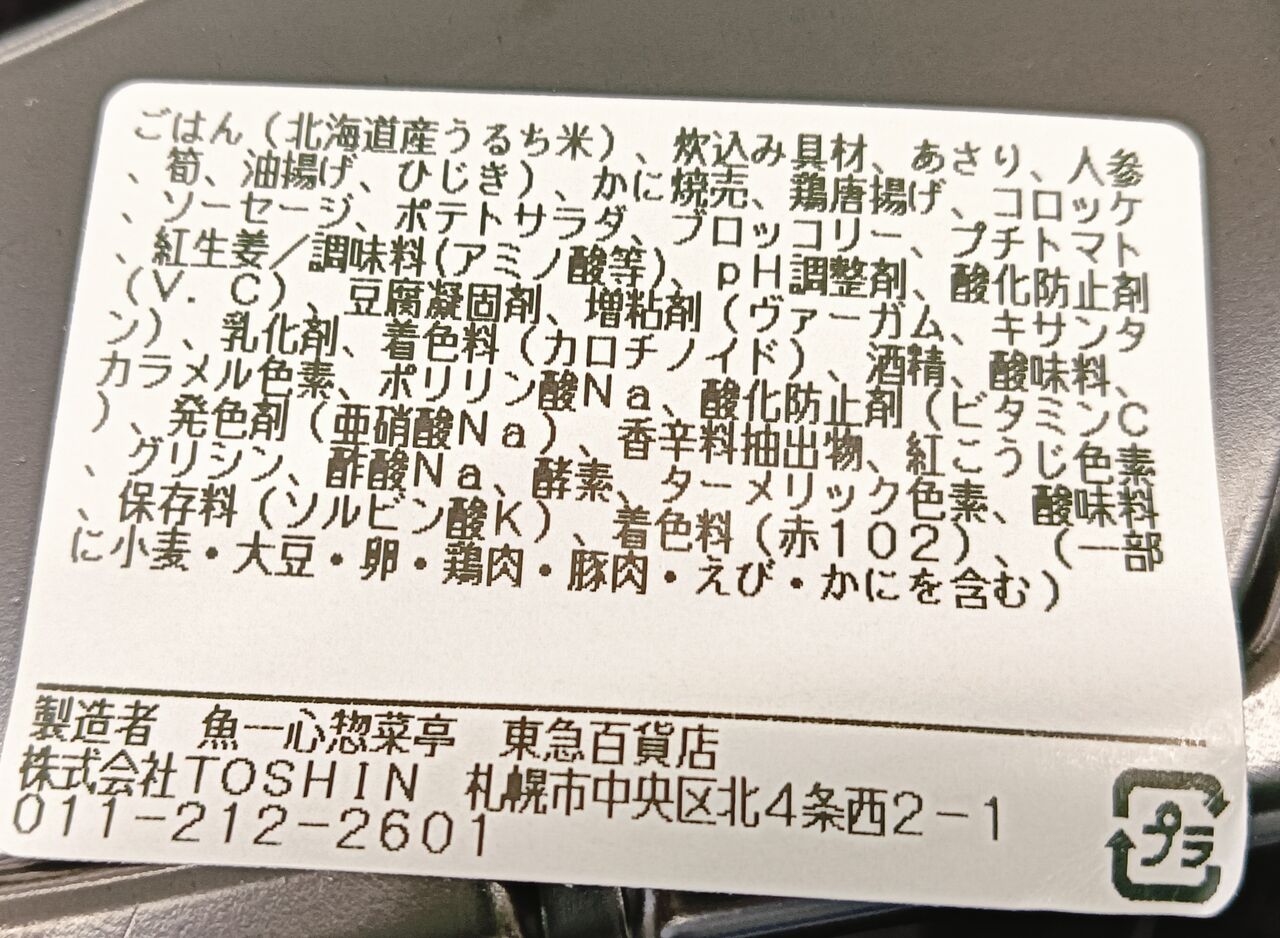 ごはん（北海道産うるち米）、炊込み具材、あさり、人参
、筍、油揚げ、ひじき）、かに焼売、鶏唐揚げ、コロッケ
、ソーセージ、ポテトサラダ、ブロッコリー、プチトマト
、紅生姜／調味料(アミノ酸等)、ｐＨ調整剤、酸化防止剤
（Ｖ．Ｃ）、豆腐凝固剤、増粘剤（ヴァーガム、キサンタ
ン）、乳化剤、着色料（カロチノイド）、酒精、酸味料、
カラメル色素、ポリリン酸Ｎａ、酸化防止剤（ビタミンＣ
）、発色剤（亜硝酸Ｎａ）、香辛料抽出物、紅こうじ色素
、グリシン、酢酸Ｎａ、酵素、ターメリック色素、酸味料
、保存料（ソルビン酸Ｋ）、着色料（赤１０２）、（一部
に小麦・大豆・卵・鶏肉・豚肉・えび・かにを含む）
製造者　魚一心惣菜亭　東急百貨店
株式会社ＴＯＳＨＩＮ　札幌市中央区北４条西２－１
０１１－２１２－２６０１
プラ